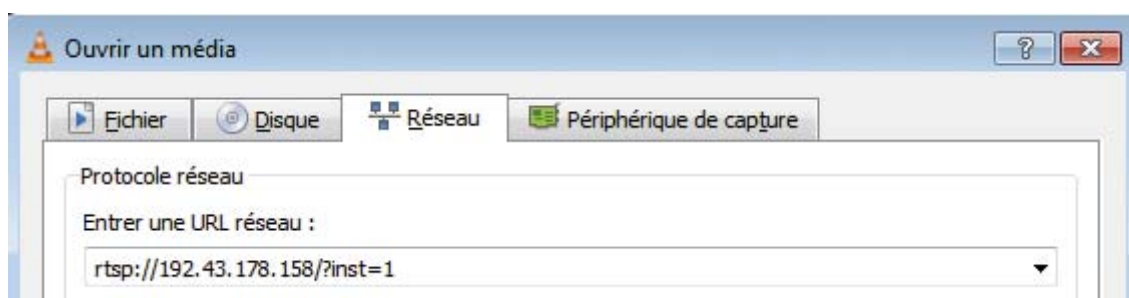 Ouvrir un média
Fichier Disque Réseau Périphérique de capture
Protocole réseau
Entrer une URL réseau :
rtsp://192.43.178.158/?inst=1